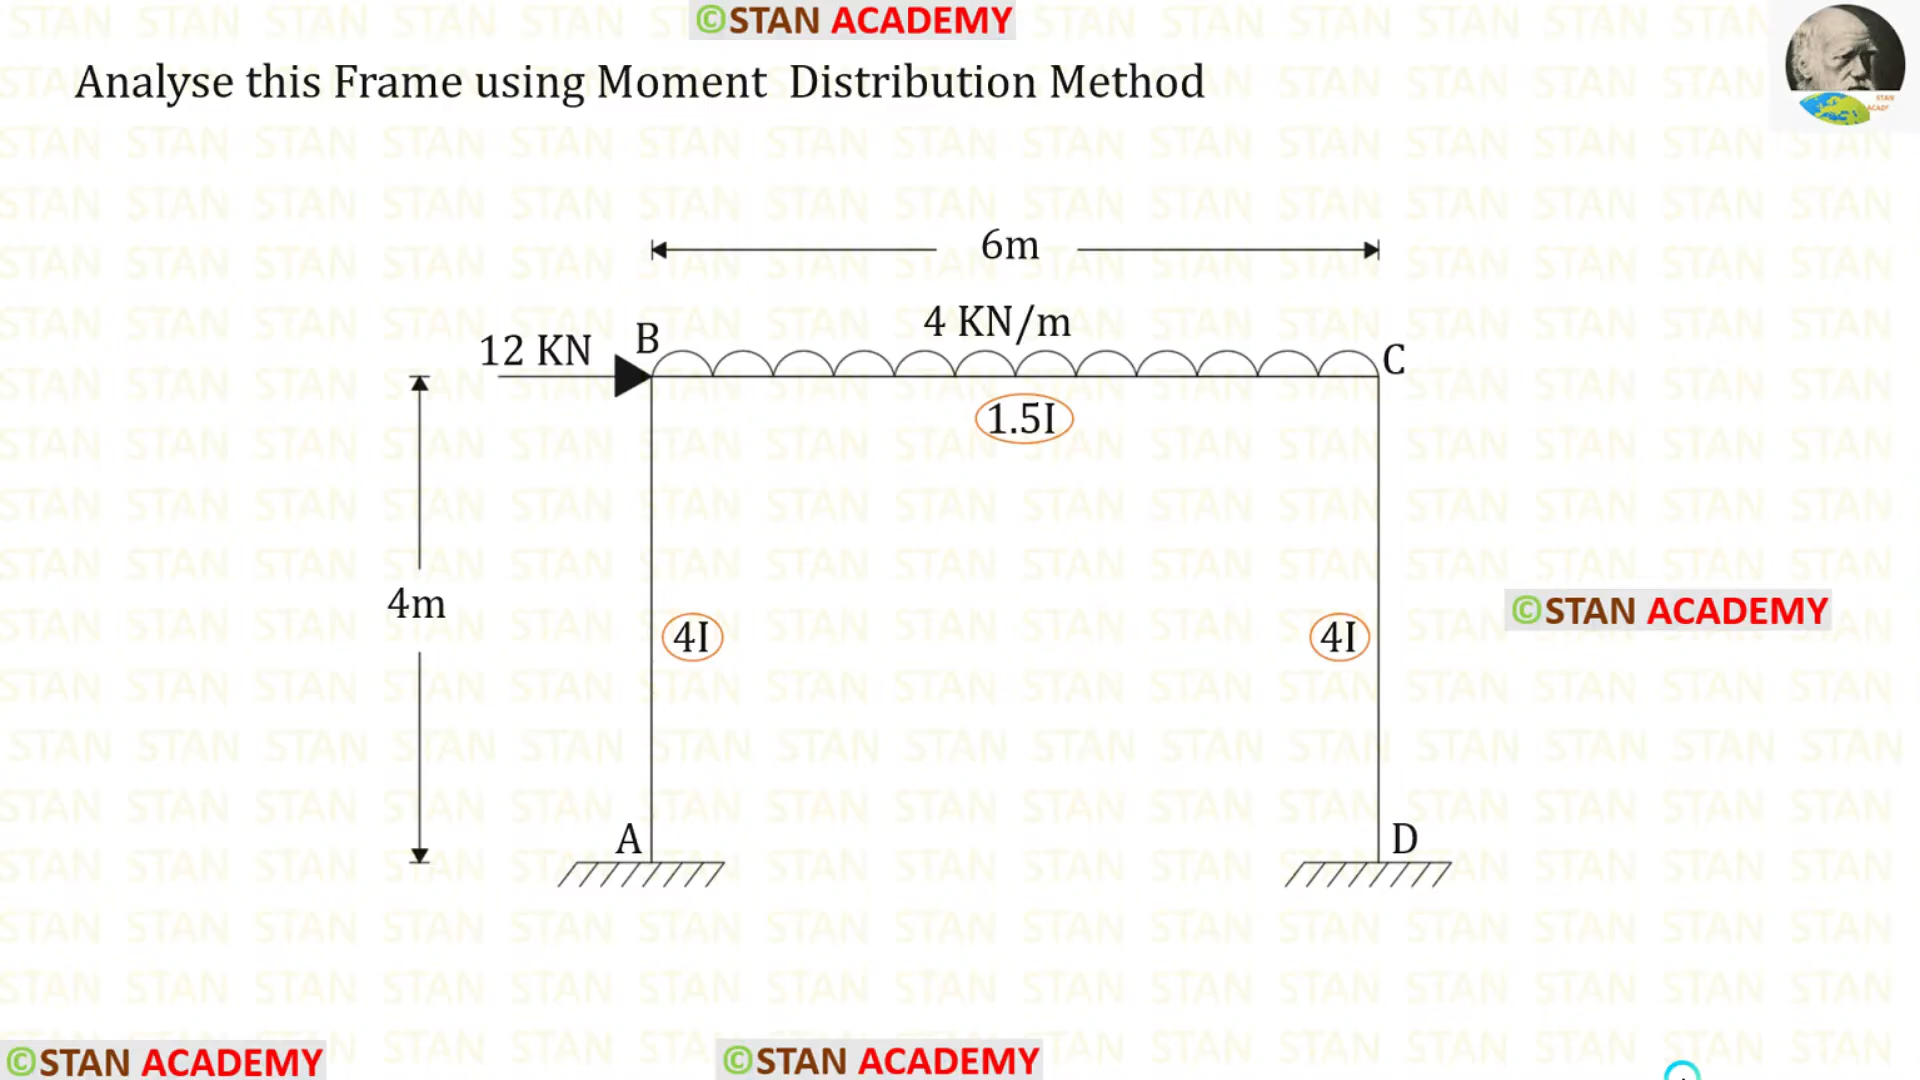 ©STAN ACADEMY
Analyse this Frame using Moment Distribution Method
6m
4 KN/m
12 KN
B
C
1.5I
4m
4I
4I
©STAN ACADEMY
A
D
©STAN ACADEMY
©STAN ACADEMY